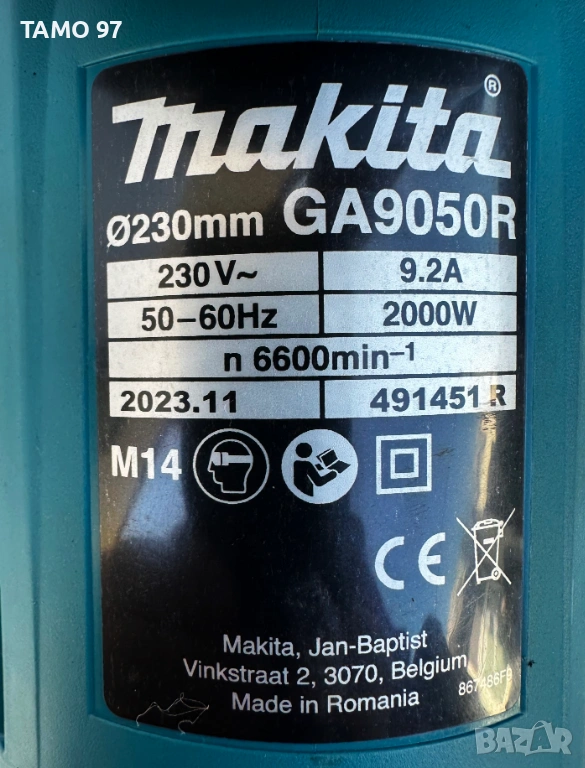 TAMO 97
makita®
Ø230mm GA9050R
230V~ 9.2A
50–60Hz 2000W
n 6600min-1
2023.11 491451 R
M14
CE
Makita, Jan-Baptist
Vinkstraat 2, 3070, Belgium
Made in Romania
867486F9
BAZAR